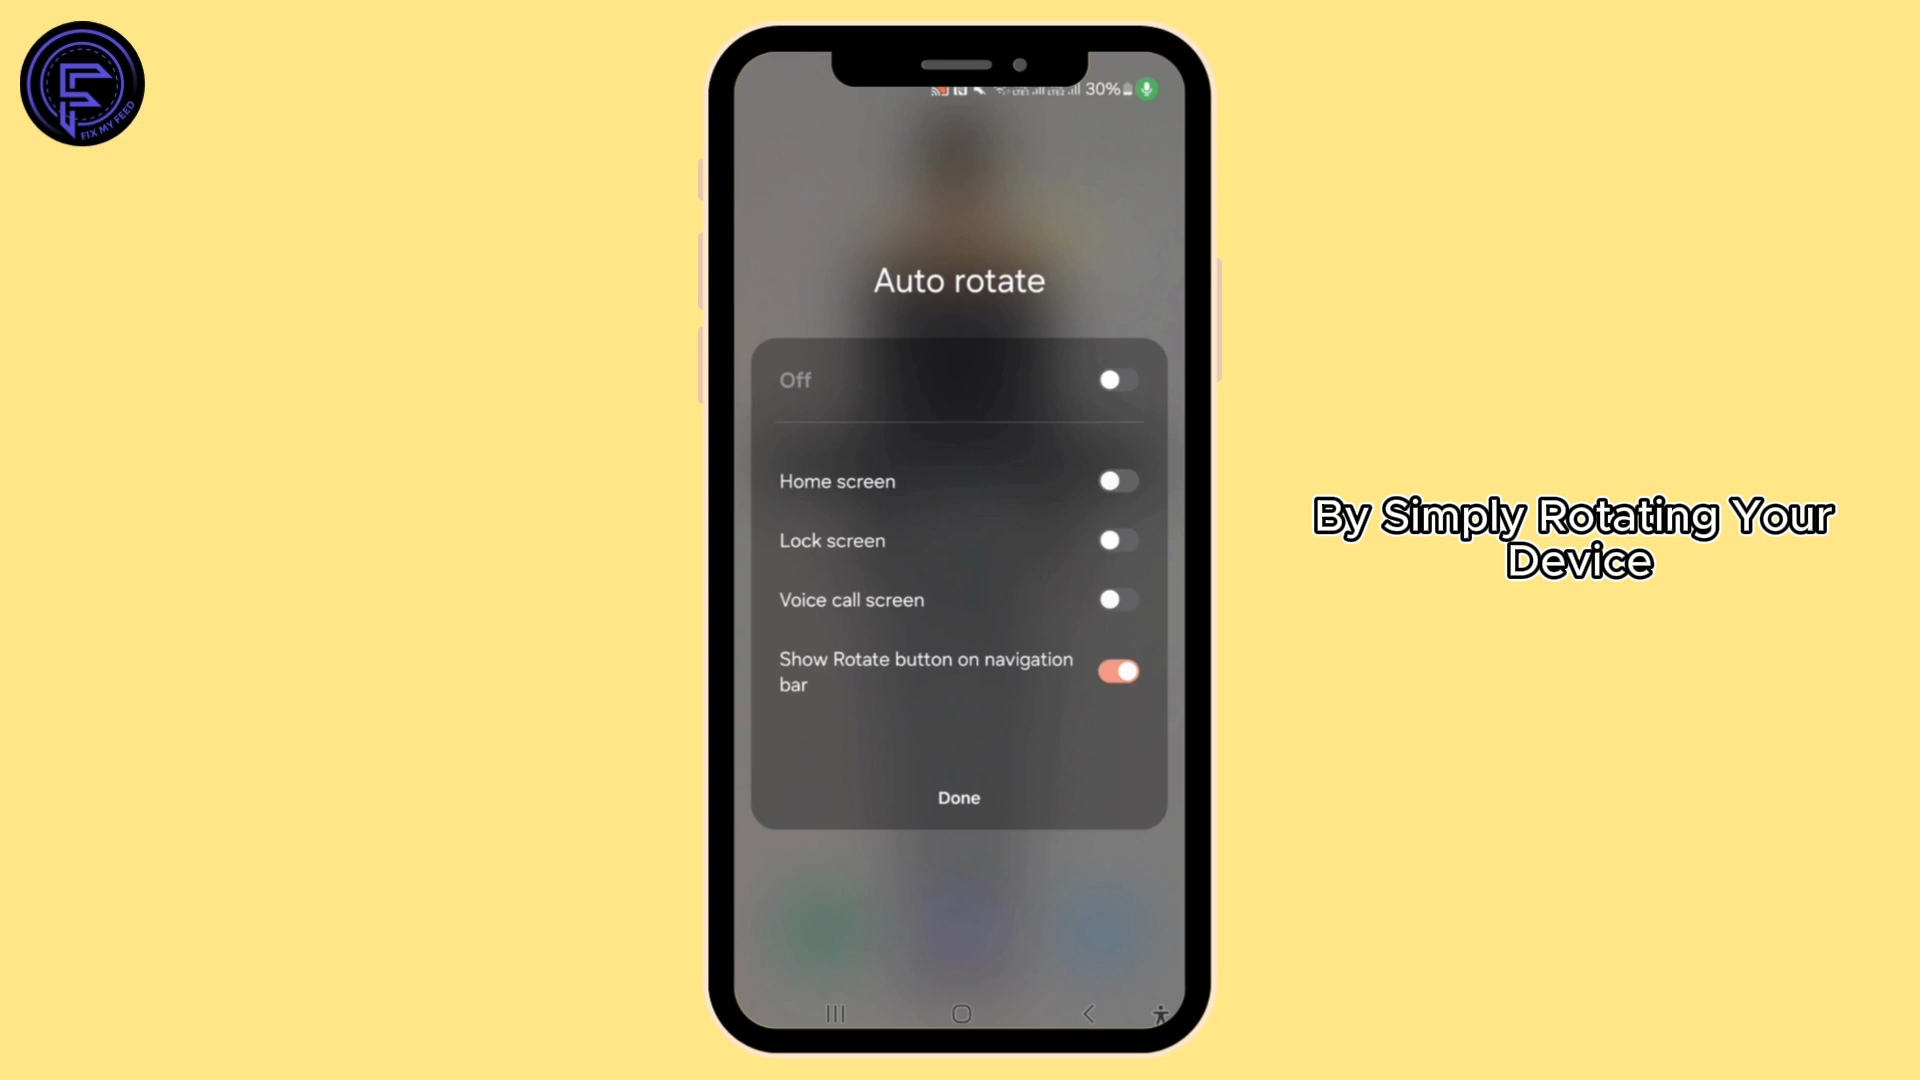 FIX MY FEED
30%
Auto rotate
Off
Home screen
Lock screen
Voice call screen
Show Rotate button on navigation
bar
Done
By Simply Rotating Your
Device